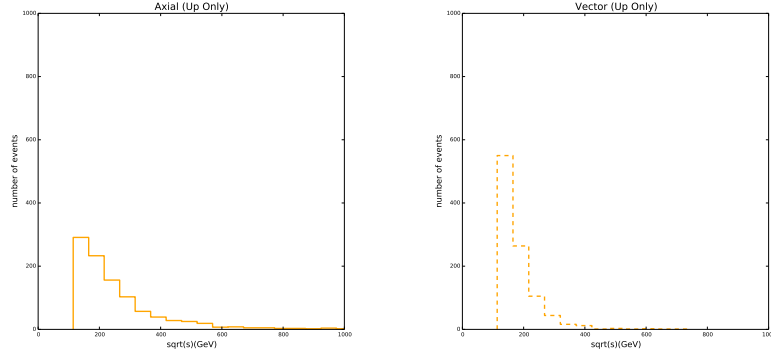 Axial (Up Only)
1000
800
600
400
200
0
number of events
0 200 400 600 800 1000
sqrt(s)(GeV)
Vector (Up Only)
1000
800
600
400
200
0
number of events
0 200 400 600 800 100
sqrt(s)(GeV)